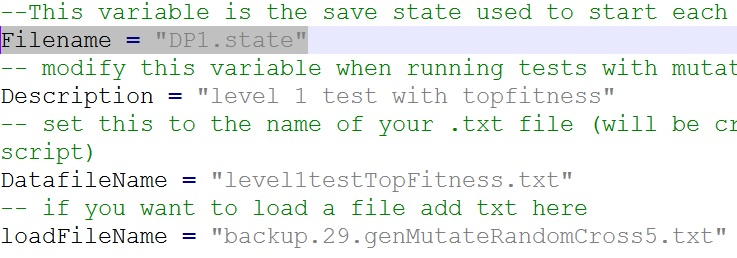 --This variable is the save state used to start each
Filename = "DP1.state"
-- modify this variable when running tests with mutat
Description = "level 1 test with topfitness"
-- set this to the name of your .txt file (will be cr
script)
DatafileName = "level1testTopFitness.txt"
-- if you want to load a file add txt here
loadFileName = "backup.29.genMutateRandomCross5.txt"